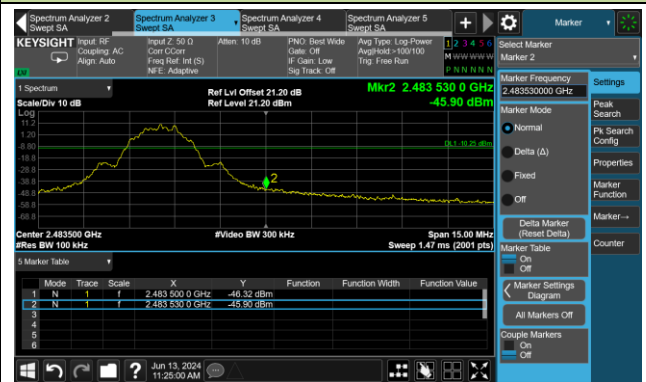 Spectrum Analyzer 2
Swept SA
Spectrum Analyzer 3
Swept SA
Spectrum Analyzer 4
Swept SA
Spectrum Analyzer 5
Swept SA
+
Marker
KEYSIGHT
Input: RF
Coupling: AC
Align: Auto
Input Z: 50 Ω
Corr CCorr
Freq Ref: Int (S)
NFE: Adaptive
Atten: 10 dB
PNO: Best Wide
Gate: Off
IF Gain: Low
Sig Track: Off
Avg Type: Log-Power
Avg|Hold:>100/100
Trig: Free Run
1 2 3 4 5 6
M W W W W W
P N N N N N
Select Marker
Marker 2
1 Spectrum
Scale/Div 10 dB
Log
Ref Lvl Offset 21.20 dB
Ref Level 21.20 dBm
Mkr2 2.483 530 0 GHz
-45.90 dBm
11.2
1.20
-8.80
-18.8
-28.8
-38.8
-48.8
-58.8
-68.8
DL1 -10.25 dBm
2
Center 2.483500 GHz
#Res BW 100 kHz
#Video BW 300 kHz
Span 15.00 MHz
Sweep 1.47 ms (2001 pts)
5 Marker Table
Mode Trace Scale X Y Function Function Width Function Value
1 N 1 f 2.483 500 0 GHz -46.32 dBm
2 N 1 f 2.483 530 0 GHz -45.90 dBm
3
4
5
6
Marker Frequency
2.483530000 GHz
Marker Mode
Normal
Delta (Δ)
Fixed
Off
Delta Marker
(Reset Delta)
Marker Table
On
Off
Marker Settings
Diagram
All Markers Off
Couple Markers
On
Off
Settings
Peak
Search
Pk Search
Config
Properties
Marker
Function
Marker→
Counter
?
Jun 13, 2024
11:25:00 AM